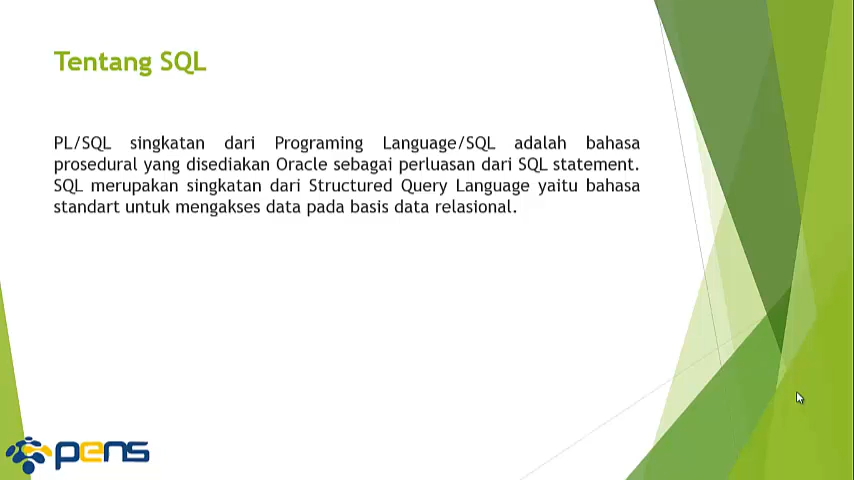 Tentang SQL
PL/SQL singkatan dari Programing Language/SQL adalah bahasa
prosedural yang disediakan Oracle sebagai perluasan dari SQL statement.
SQL merupakan singkatan dari Structured Query Language yaitu bahasa
standart untuk mengakses data pada basis data relasional.
pens